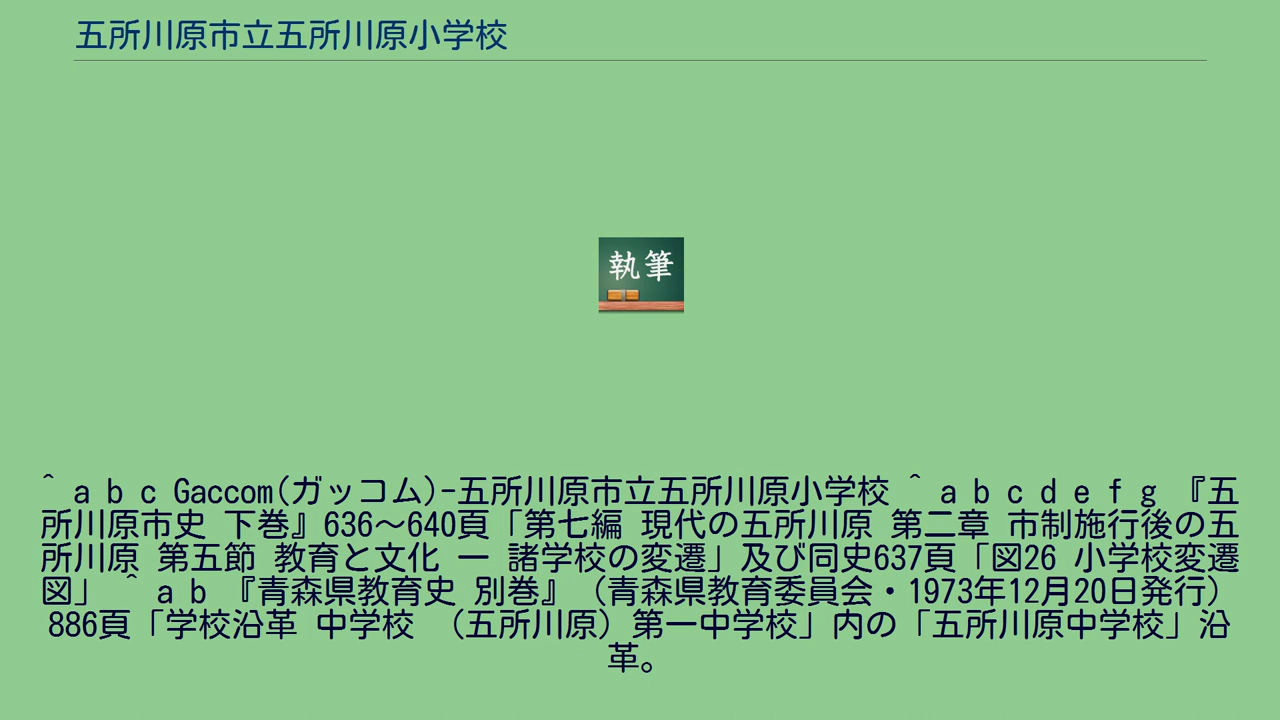 五所川原市立五所川原小学校
執筆
^ a b c Gaccom(ガッコム)-五所川原市立五所川原小学校 ^ a b c d e f g 『五
所川原市史 下巻』636～640頁「第七編 現代の五所川原 第二章 市制施行後の五
所川原 第五節 教育と文化 一 諸学校の変遷」及び同史637頁「図26 小学校変遷
図」 ^ a b 『青森県教育史 別巻』（青森県教育委員会・1973年12月20日発行）
886頁「学校沿革 中学校 （五所川原）第一中学校」内の「五所川原中学校」沿
革。